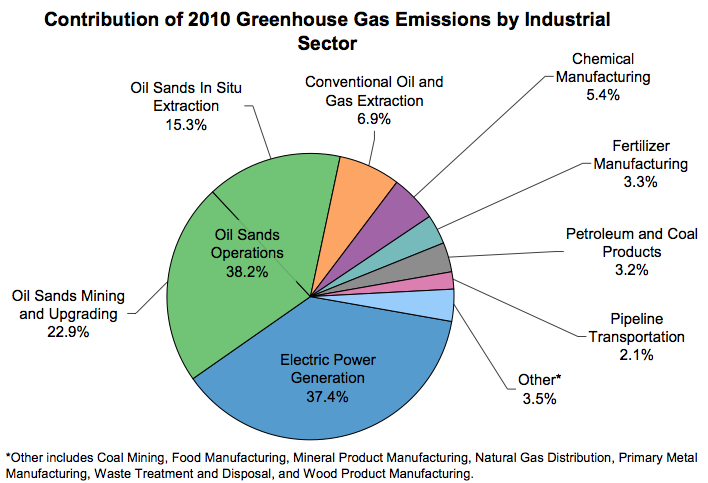 Contribution of 2010 Greenhouse Gas Emissions by Industrial
Sector
Chemical
Manufacturing
5.4%
Oil Sands In Situ
Extraction
15.3%
Conventional Oil and
Gas Extraction
6.9%
Fertilizer
Manufacturing
3.3%
Oil Sands
Operations
38.2%
Petroleum and Coal
Products
3.2%
Oil Sands Mining
and Upgrading
22.9%
Pipeline
Transportation
2.1%
Electric Power
Generation
37.4%
Other*
3.5%
*Other includes Coal Mining, Food Manufacturing, Mineral Product Manufacturing, Natural Gas Distribution, Primary Metal
Manufacturing, Waste Treatment and Disposal, and Wood Product Manufacturing.